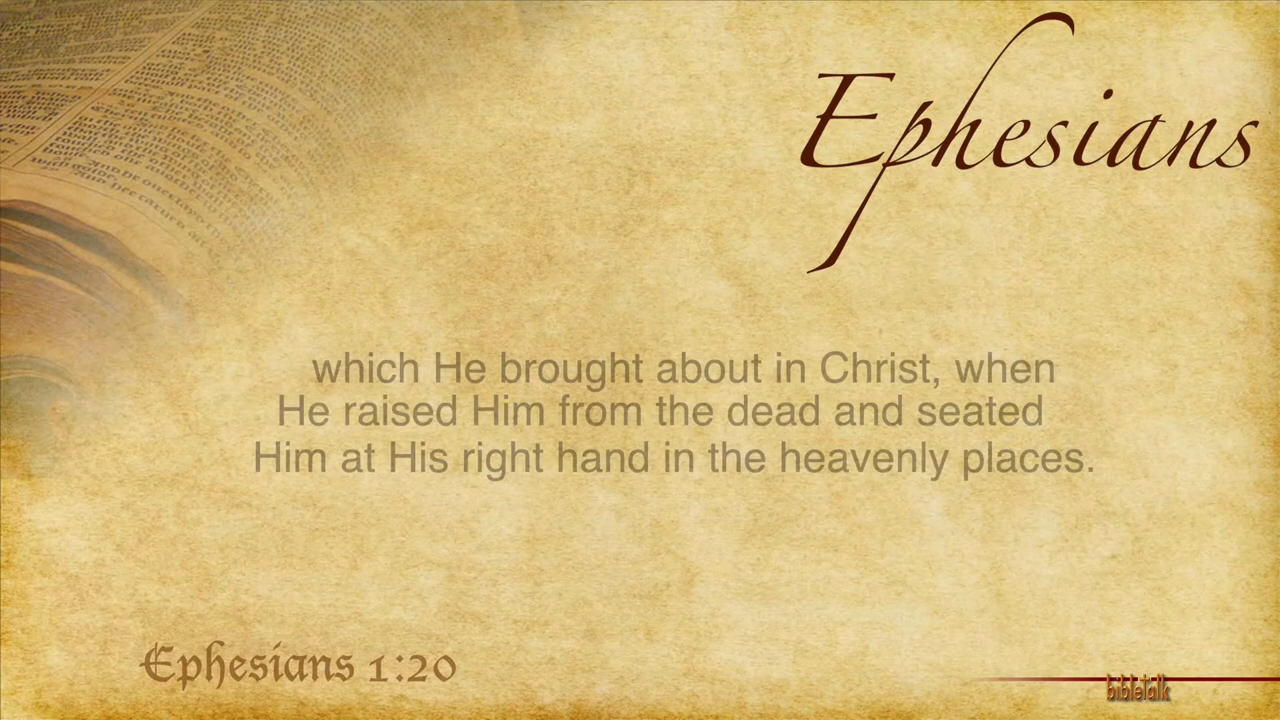 Ephesians
which He brought about in Christ, when
He raised Him from the dead and seated
Him at His right hand in the heavenly places.
Ephesians 1:20
bibletalk